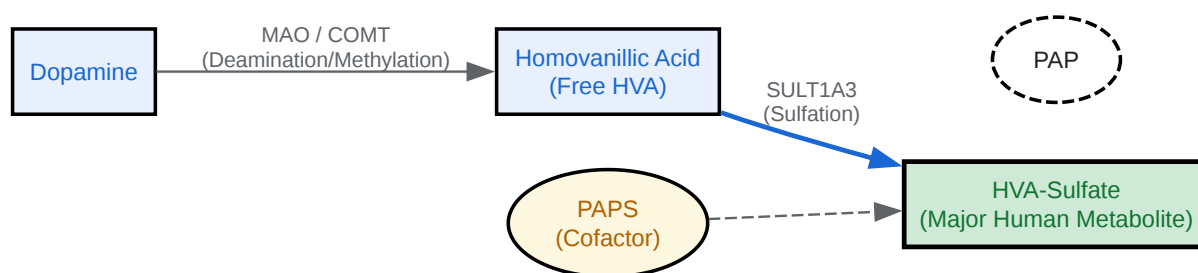 Dopamine
MAO / COMT
(Deamination/Methylation)
Homovanillic Acid
(Free HVA)
SULT1A3
(Sulfation)
PAP
PAPS
(Cofactor)
HVA-Sulfate
(Major Human Metabolite)